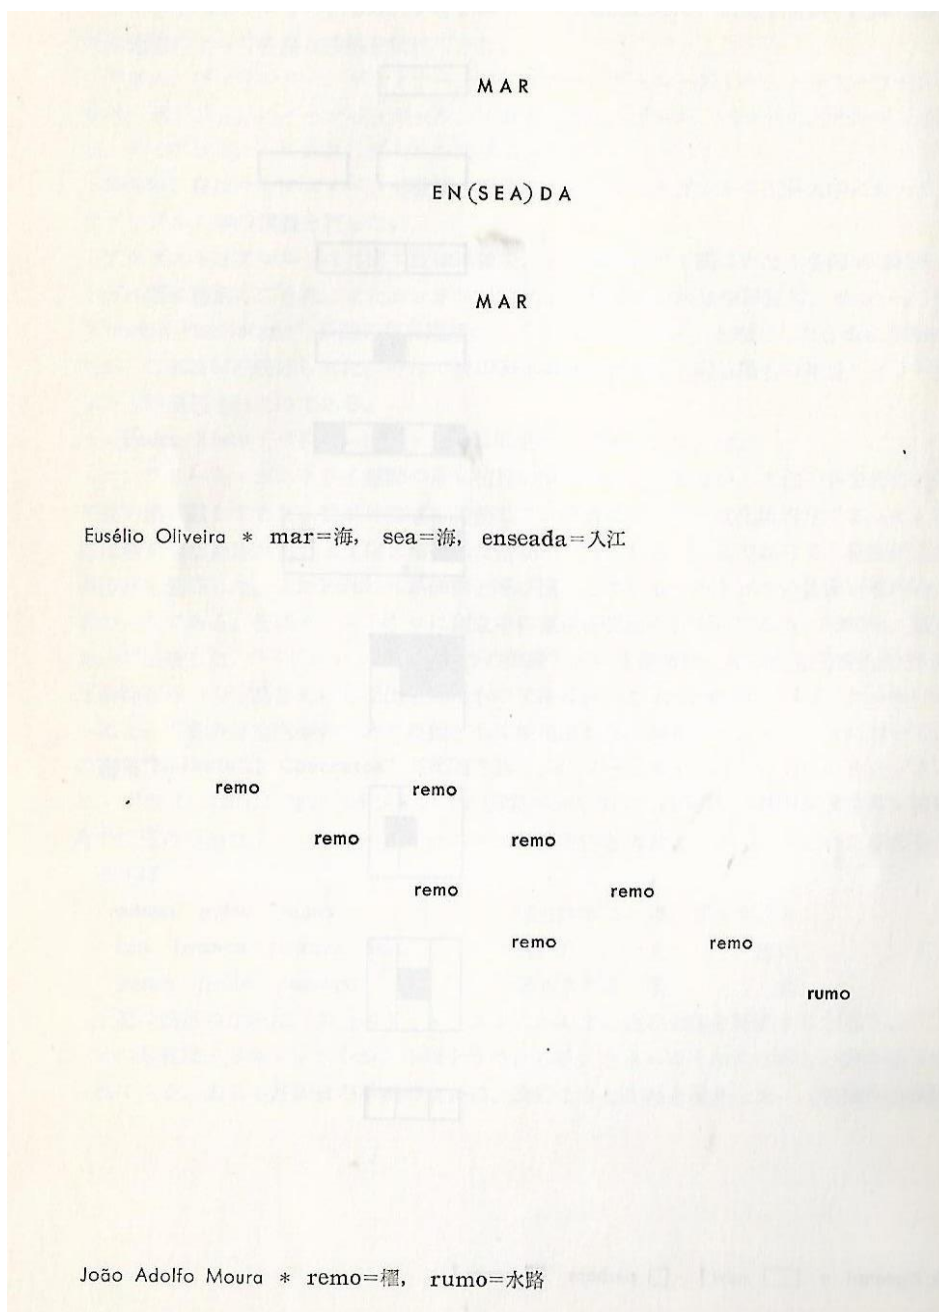 MAR
EN(SEA)DA
MAR
Eusélio Oliveira * mar=海, sea=海, enseada=入江
remo remo
remo remo
remo remo
remo remo
rumo
João Adolfo Moura * remo=櫂, rumo=水路